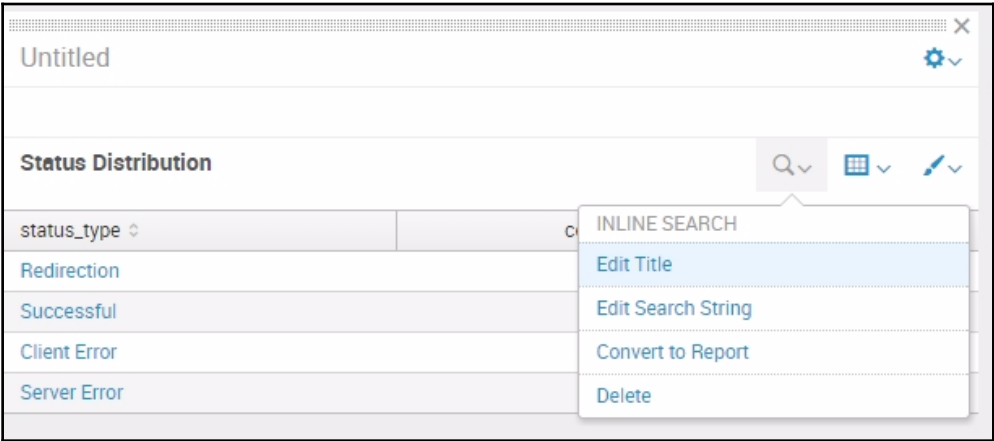 Untitled
Status Distribution
status_type
INLINE SEARCH
Redirection
Edit Title
Successful
Edit Search String
Client Error
Convert to Report
Server Error
Delete